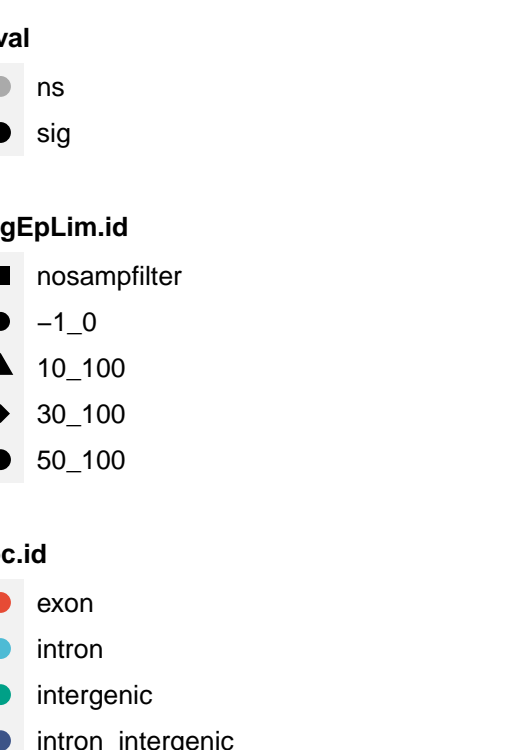 val
ns
sig
gEpLim.id
nosampfilter
−1_0
10_100
30_100
50_100
c.id
exon
intron
intergenic
intron_intergenic